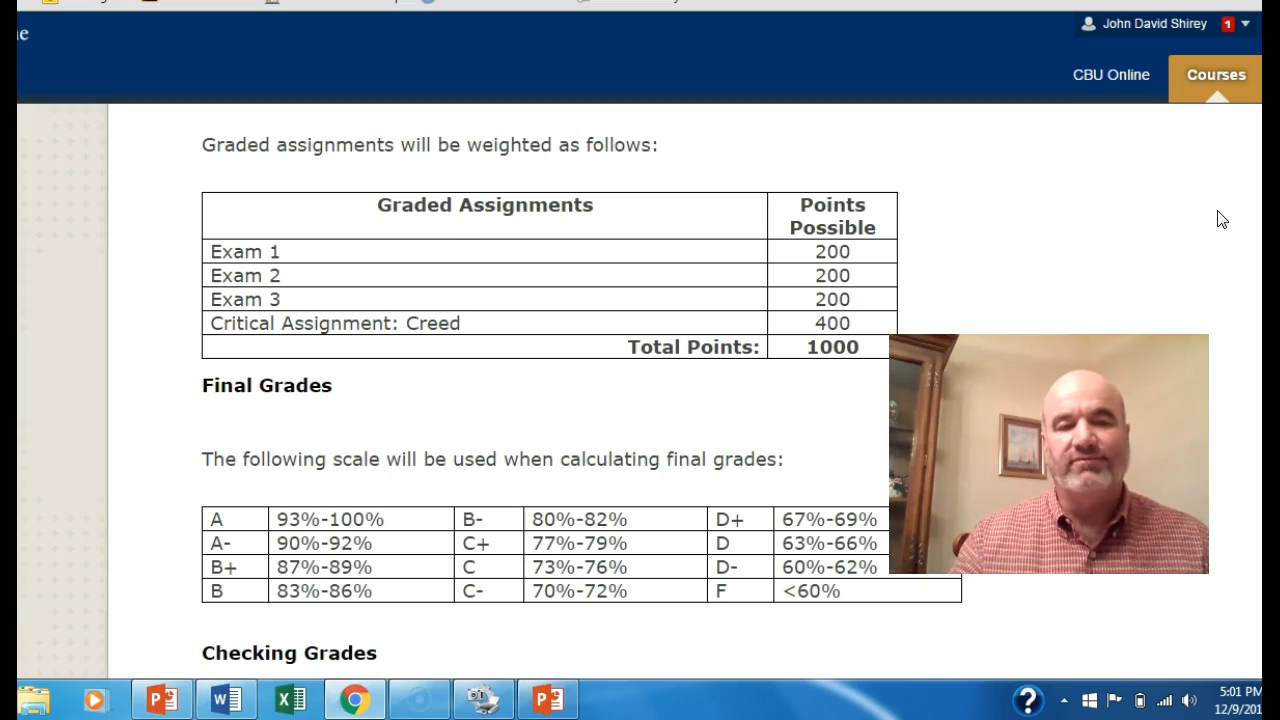 John David Shirey 1
CBU Online Courses
Graded assignments will be weighted as follows:
Graded Assignments Points Possible
Exam 1 200
Exam 2 200
Exam 3 200
Critical Assignment: Creed 400
Total Points: 1000
Final Grades
The following scale will be used when calculating final grades:
A 93%-100% B- 80%-82% D+ 67%-69%
A- 90%-92% C+ 77%-79% D 63%-66%
B+ 87%-89% C 73%-76% D- 60%-62%
B 83%-86% C- 70%-72% F <60%
Checking Grades
5:01 PM